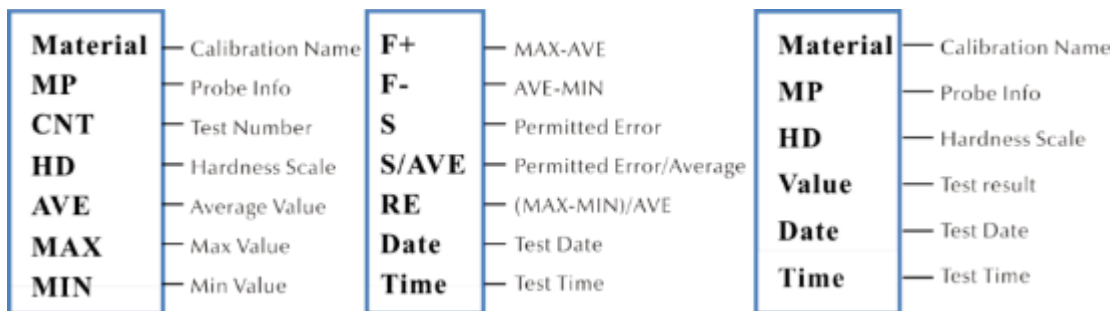 Material Calibration Name
MP Probe Info
CNT Test Number
HD Hardness Scale
AVE Average Value
MAX Max Value
MIN Min Value
F+ MAX-AVE
F- AVE-MIN
S Permitted Error
S/AVE Permitted Error/Average
RE (MAX-MIN)/AVE
Date Test Date
Time Test Time
Material Calibration Name
MP Probe Info
HD Hardness Scale
Value Test result
Date Test Date
Time Test Time